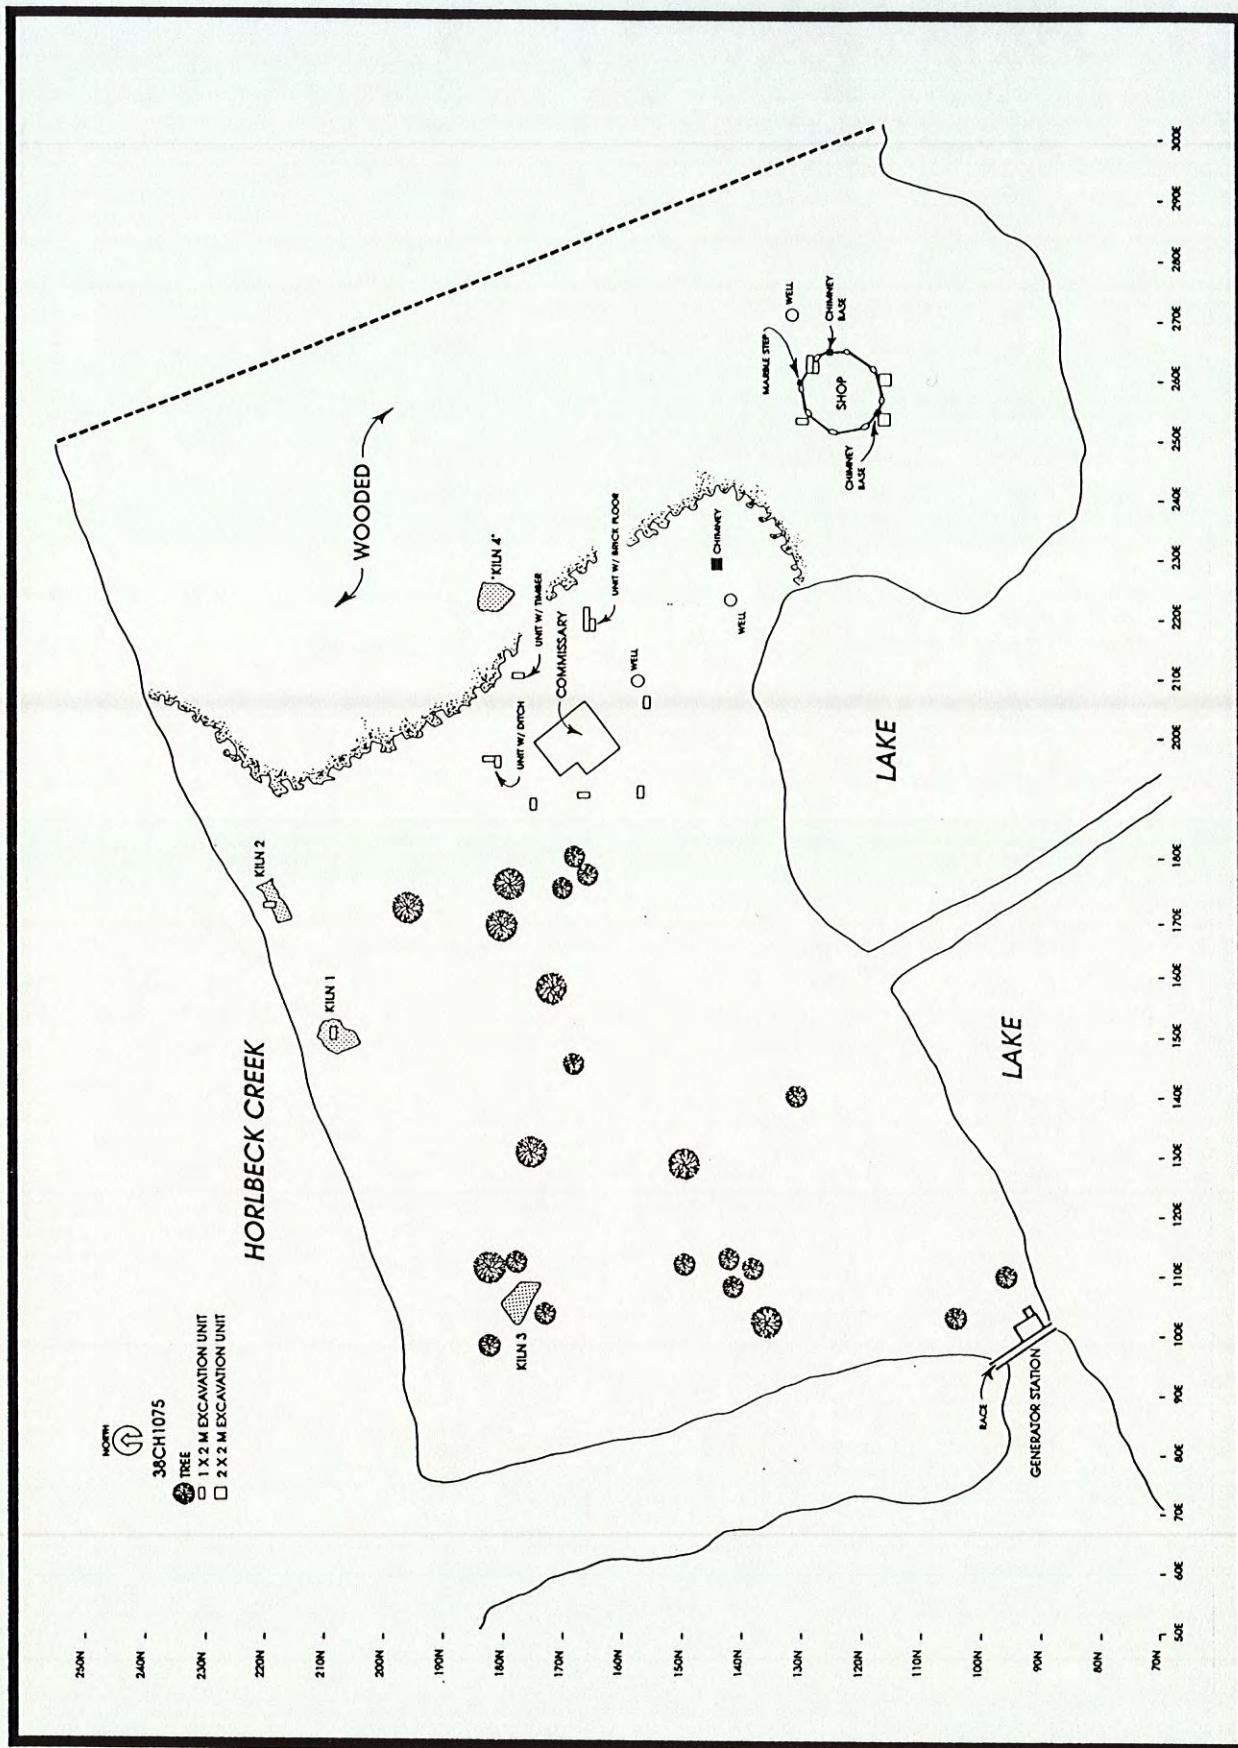 NORTH
38CH1075
TREE
1 X 2 M EXCAVATION UNIT
2 X 2 M EXCAVATION UNIT
HORLBECK CREEK
WOODED
KILN 1
KILN 2
KILN 3
"KILN 4"
UNIT W/ DITCH
UNIT W/ TIMBER
COMMISSARY
UNIT W/ BRICK FLOOR
WELL
CHIMNEY
WELL
MARBLE STEP
WELL
CHIMNEY
BASE
SHOP
CHIMNEY
BASE
LAKE
LAKE
RACE
GENERATOR STATION
250N
240N
230N
220N
210N
200N
190N
180N
170N
160N
150N
140N
130N
120N
110N
100N
90N
80N
70N
50E
60E
70E
80E
90E
100E
110E
120E
130E
140E
150E
160E
170E
180E
200E
210E
220E
230E
240E
250E
260E
270E
280E
290E
300E